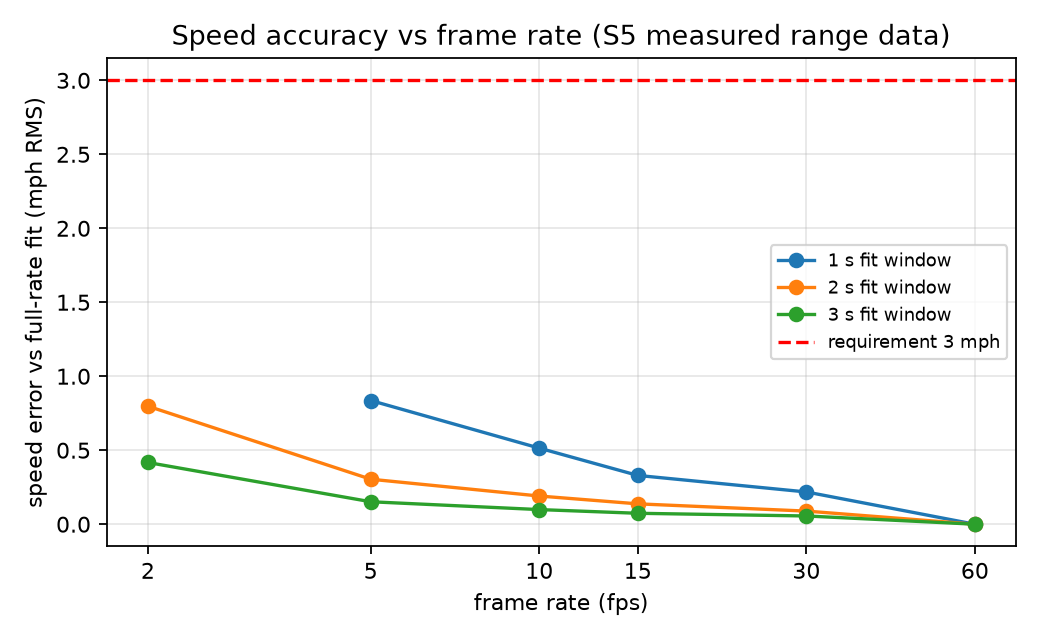 Speed accuracy vs frame rate (S5 measured range data)
speed error vs full-rate fit (mph RMS)
3.0
2.5
2.0
1.5
1.0
0.5
0.0
1 s fit window
2 s fit window
3 s fit window
requirement 3 mph
2 5 10 15 30 60
frame rate (fps)